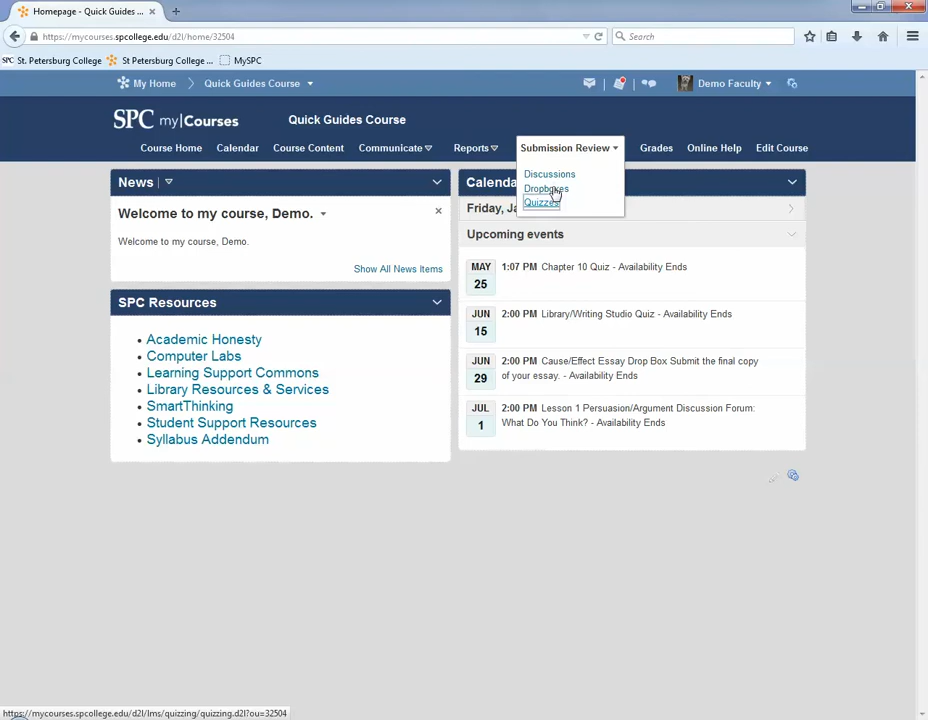 Homepage - Quick Guides ...
https://mycourses.spcollege.edu/d2l/home/32504
Search
SPC St. Petersburg College
St Petersburg College ...
MySPC
My Home
Quick Guides Course
Demo Faculty
SPC my|Courses
Quick Guides Course
Course Home
Calendar
Course Content
Communicate
Reports
Submission Review
Grades
Online Help
Edit Course
Discussions
Dropboxes
Quizzes
News
Welcome to my course, Demo.
Welcome to my course, Demo.
Show All News Items
SPC Resources
Academic Honesty
Computer Labs
Learning Support Commons
Library Resources & Services
SmartThinking
Student Support Resources
Syllabus Addendum
Calenda
Friday, Ja
Upcoming events
MAY
25
1:07 PM Chapter 10 Quiz - Availability Ends
JUN
15
2:00 PM Library/Writing Studio Quiz - Availability Ends
JUN
29
2:00 PM Cause/Effect Essay Drop Box Submit the final copy
of your essay. - Availability Ends
JUL
1
2:00 PM Lesson 1 Persuasion/Argument Discussion Forum:
What Do You Think? - Availability Ends
https://mycourses.spcollege.edu/d2l/lms/quizzing/quizzing.d2l?ou=32504